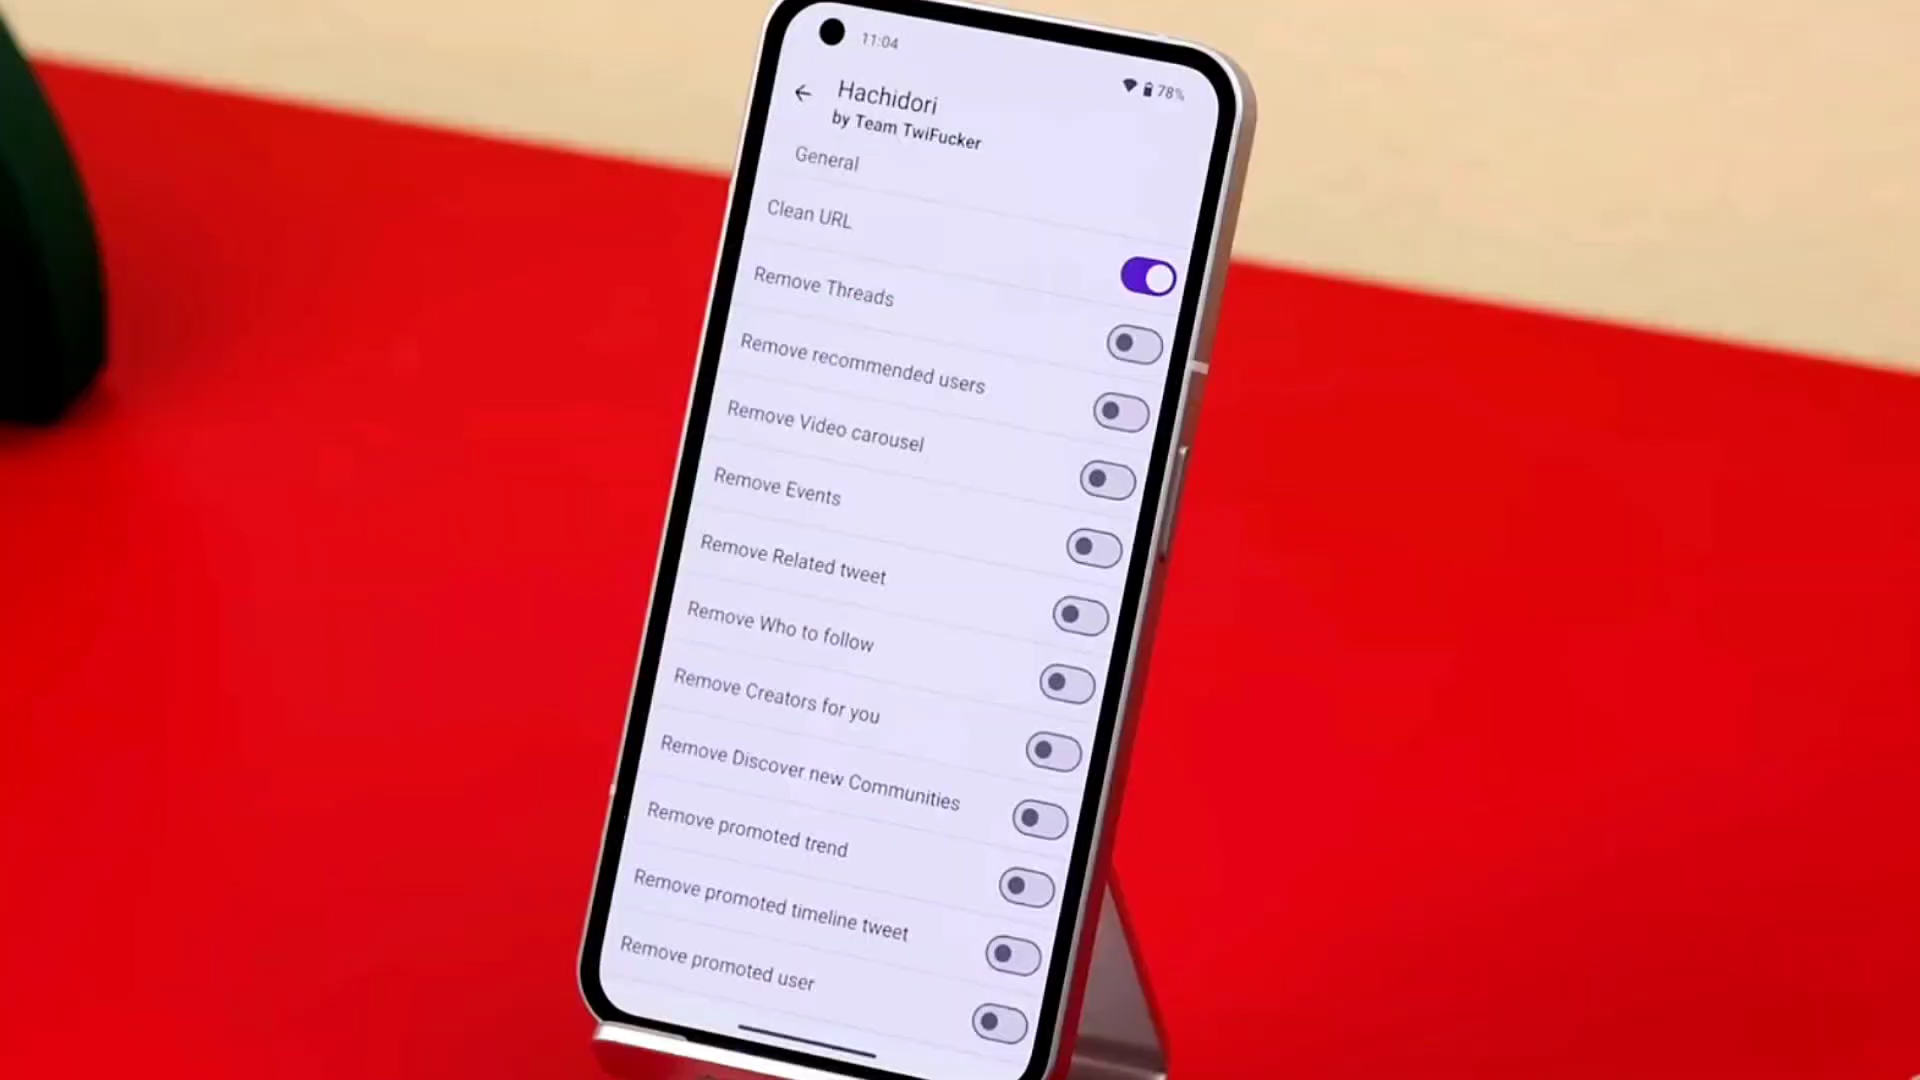 11:04
78%
Hachidori
by Team TwiFucker
General
Clean URL
Remove Threads
Remove recommended users
Remove Video carousel
Remove Events
Remove Related tweet
Remove Who to follow
Remove Creators for you
Remove Discover new Communities
Remove promoted trend
Remove promoted timeline tweet
Remove promoted user